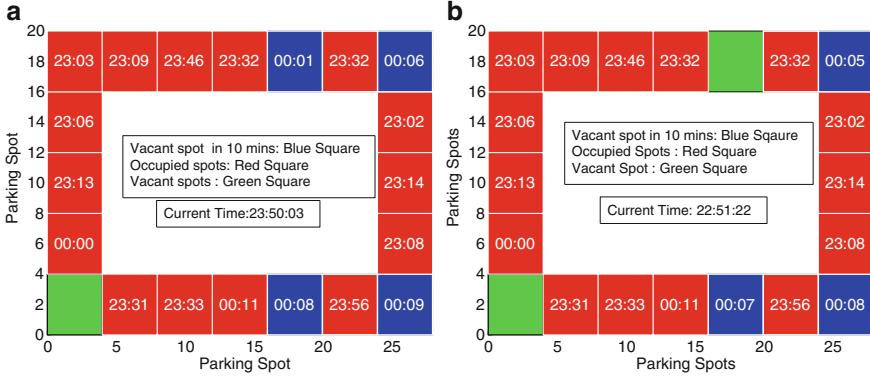 a
20
18
16
14
12
10
8
6
4
2
0
Parking Spot
23:03 23:09 23:46 23:32 00:01 23:32 00:06
23:06 23:02
23:13 23:14
00:00 23:08
23:31 23:33 00:11 00:08 23:56 00:09
Vacant spot in 10 mins: Blue Square
Occupied spots: Red Square
Vacant spots : Green Square
Current Time:23:50:03
0 5 10 15 20 25
Parking Spot
b
20
18
16
14
12
10
8
6
4
2
0
Parking Spots
23:03 23:09 23:46 23:32 23:32 00:05
23:06 23:02
23:13 23:14
00:00 23:08
23:31 23:33 00:11 00:07 23:56 00:08
Vacant spot in 10 mins: Blue Sqaure
Occupied Spots : Red Square
Vacant Spot : Green Square
Current Time: 22:51:22
0 5 10 15 20 25
Parking Spots